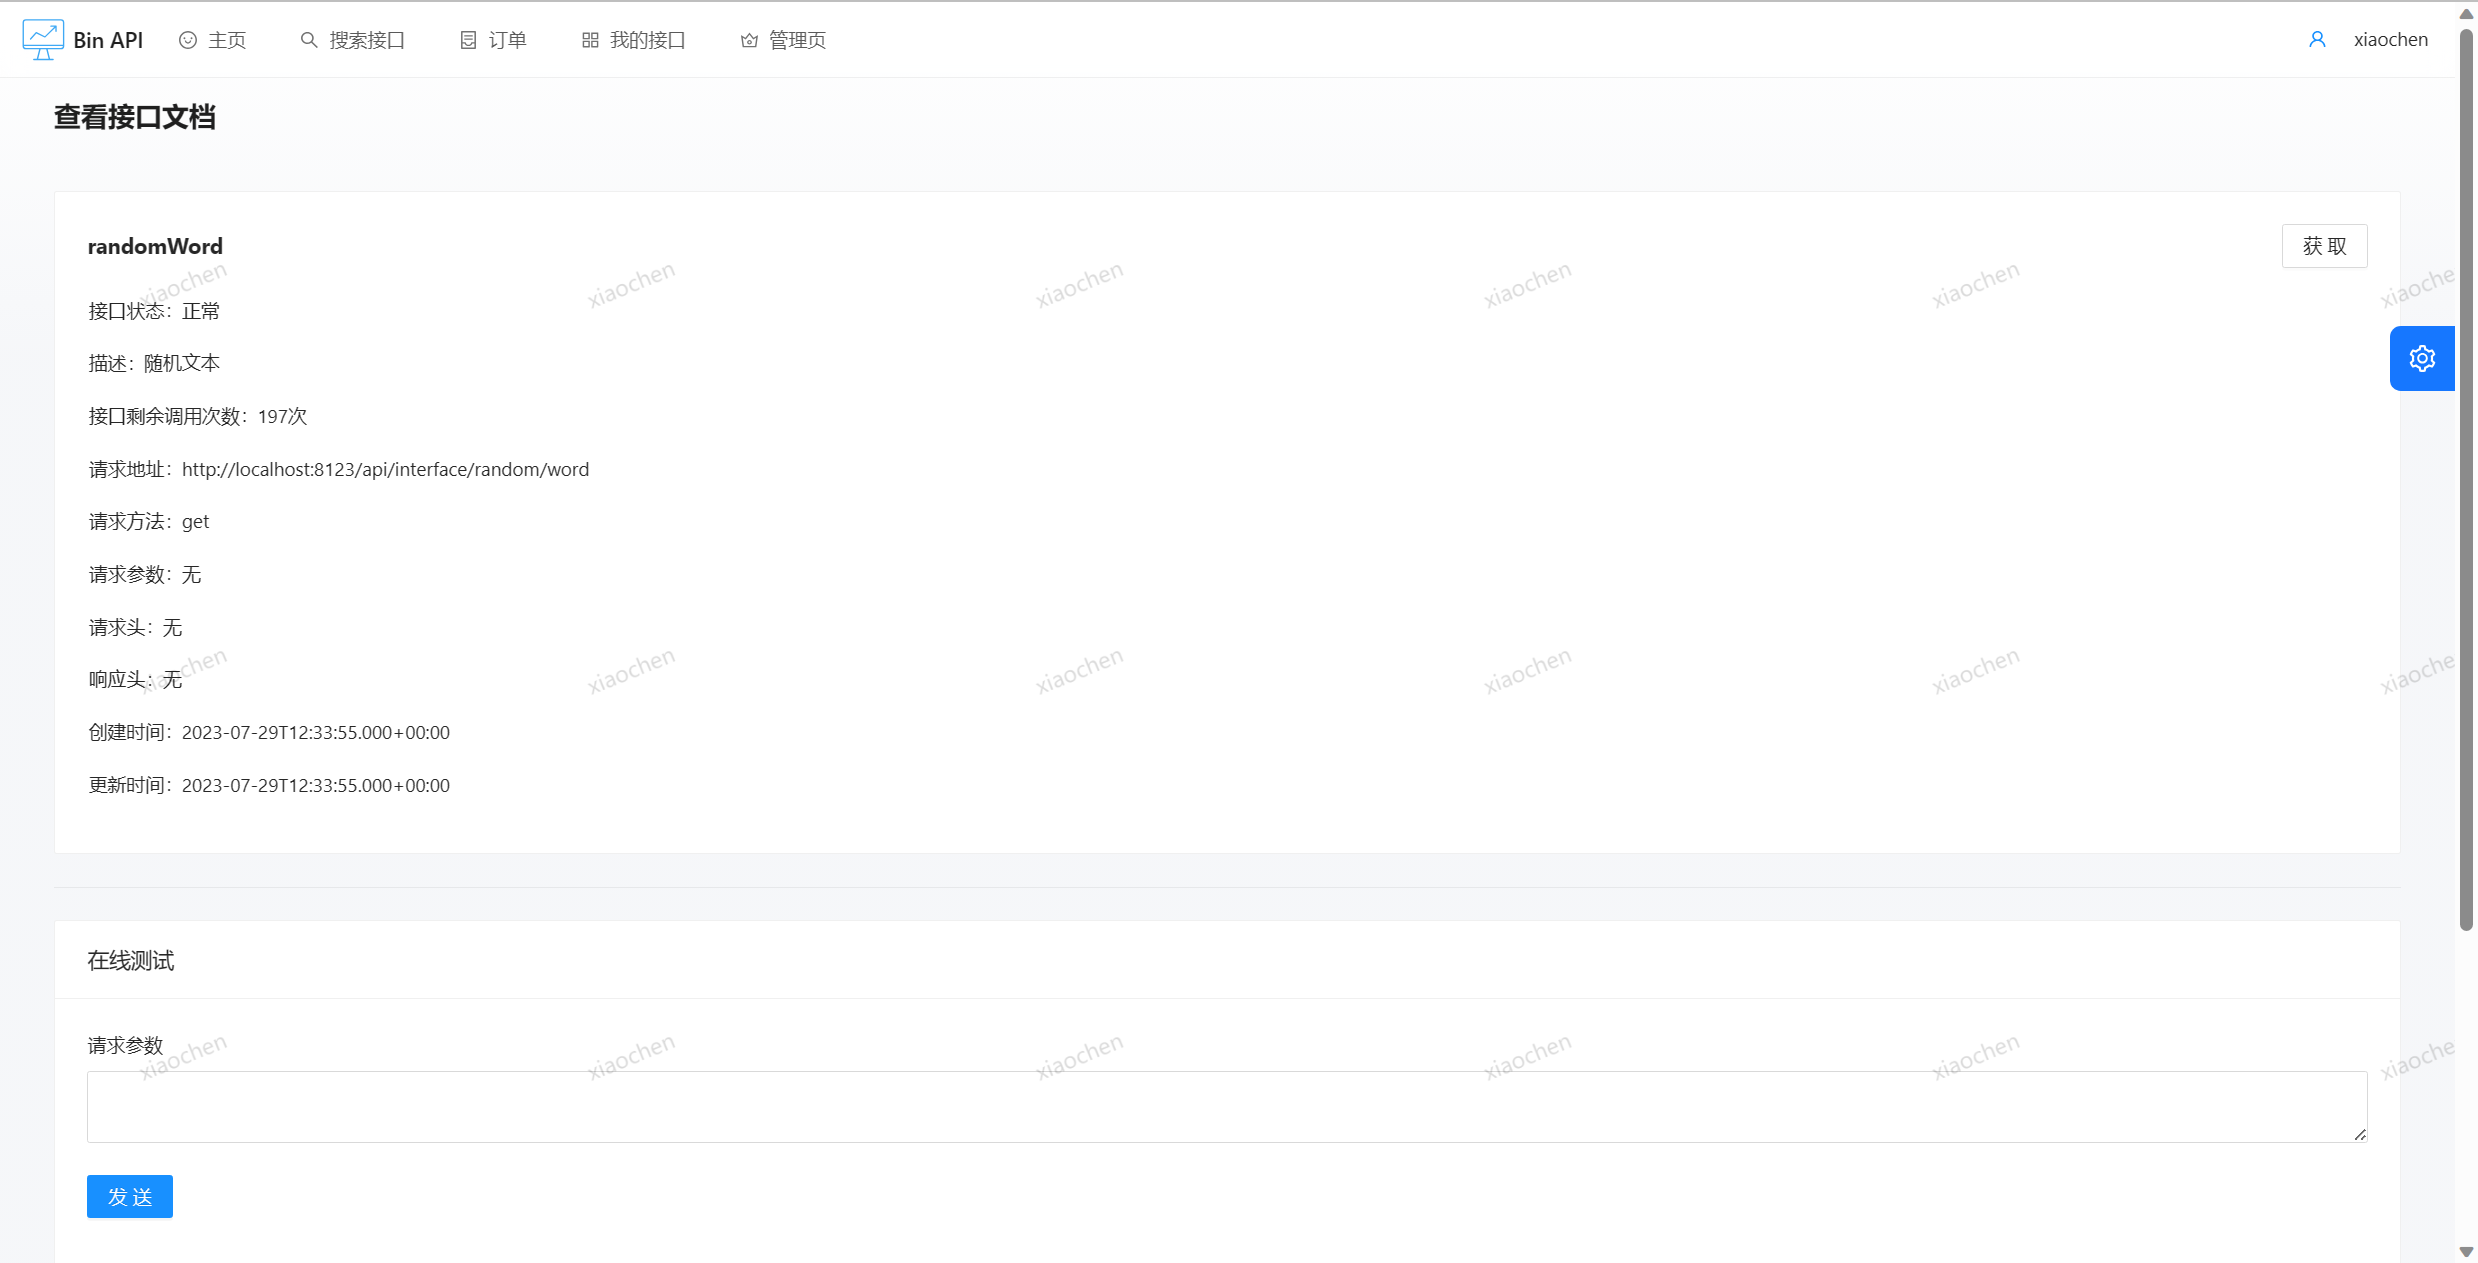 Bin API 主页 搜索接口 订单 我的接口 管理页 xiaochen
查看接口文档
randomWord 获 取
xiaochen xiaochen xiaochen xiaochen xiaochen xiaoche
接口状态：正常
描述：随机文本
接口剩余调用次数：197次
请求地址：http://localhost:8123/api/interface/random/word
请求方法：get
请求参数：无
请求头：无
xiaochen xiaochen xiaochen xiaochen xiaochen xiaoche
响应头：无
创建时间：2023-07-29T12:33:55.000+00:00
更新时间：2023-07-29T12:33:55.000+00:00
在线测试
请求参数
xiaochen xiaochen xiaochen xiaochen xiaochen xiaoche
发 送